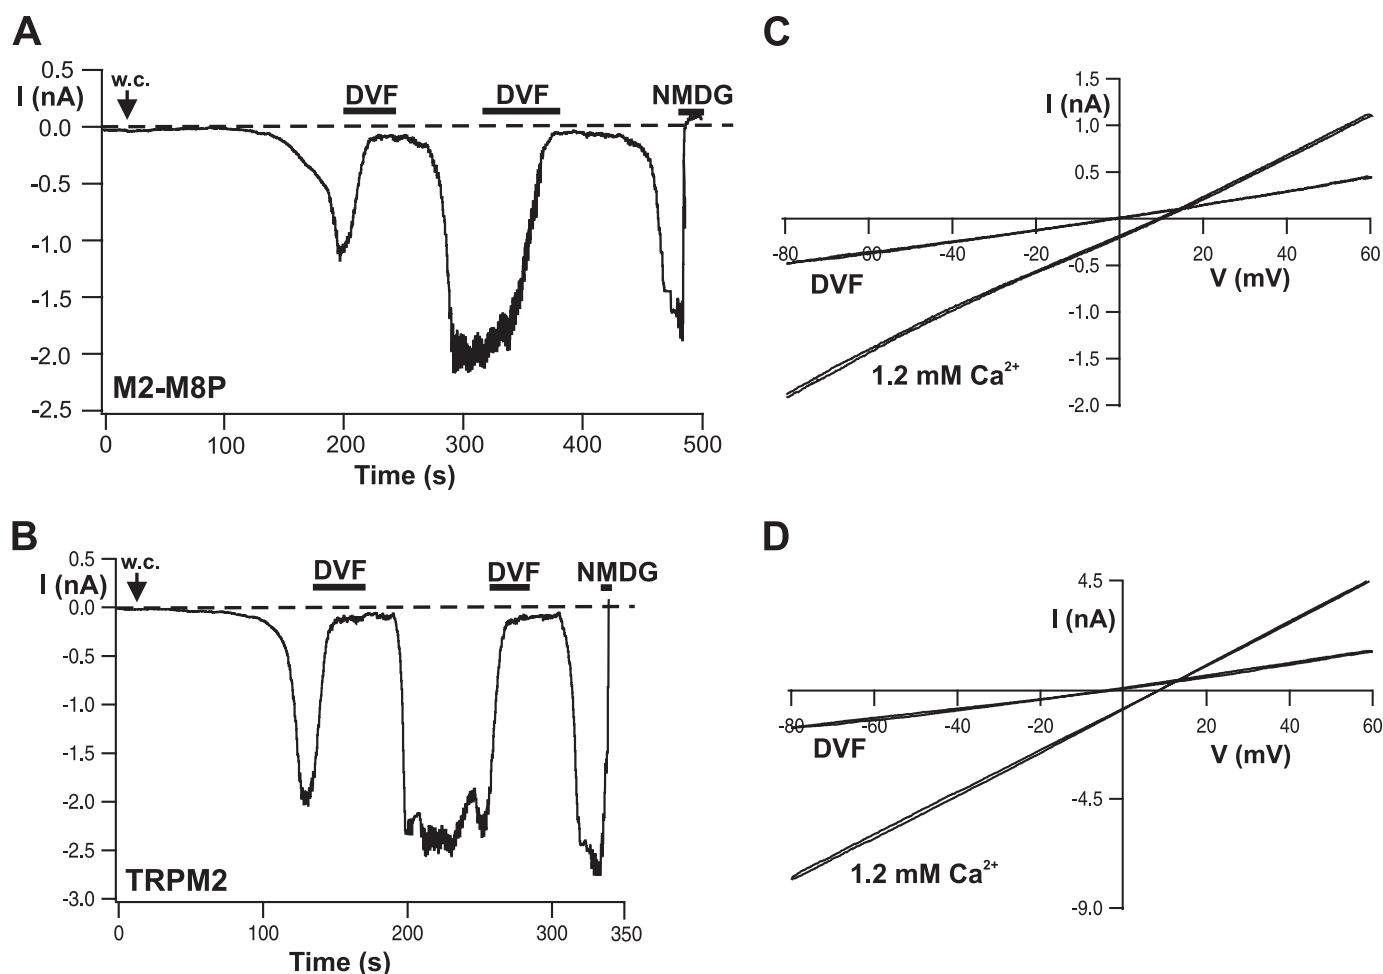 A
0.5
w.c.
I (nA)
DVF
DVF
NMDG
0.0
-0.5
-1.0
-1.5
-2.0
M2-M8P
-2.5
0
100
200
300
400
500
Time (s)
C
1.5
I (nA)
1.0
0.5
-80
-60
-40
-20
20
40
60
DVF
-0.5
V (mV)
-1.0
1.2 mM Ca²⁺
-1.5
-2.0
B
0.5
w.c.
I (nA)
DVF
DVF
NMDG
0.0
-0.5
-1.0
-1.5
-2.0
-2.5
TRPM2
-3.0
0
100
200
300
350
Time (s)
D
4.5
I (nA)
-80
-60
-40
-20
20
40
60
DVF
V (mV)
-4.5
1.2 mM Ca²⁺
-9.0